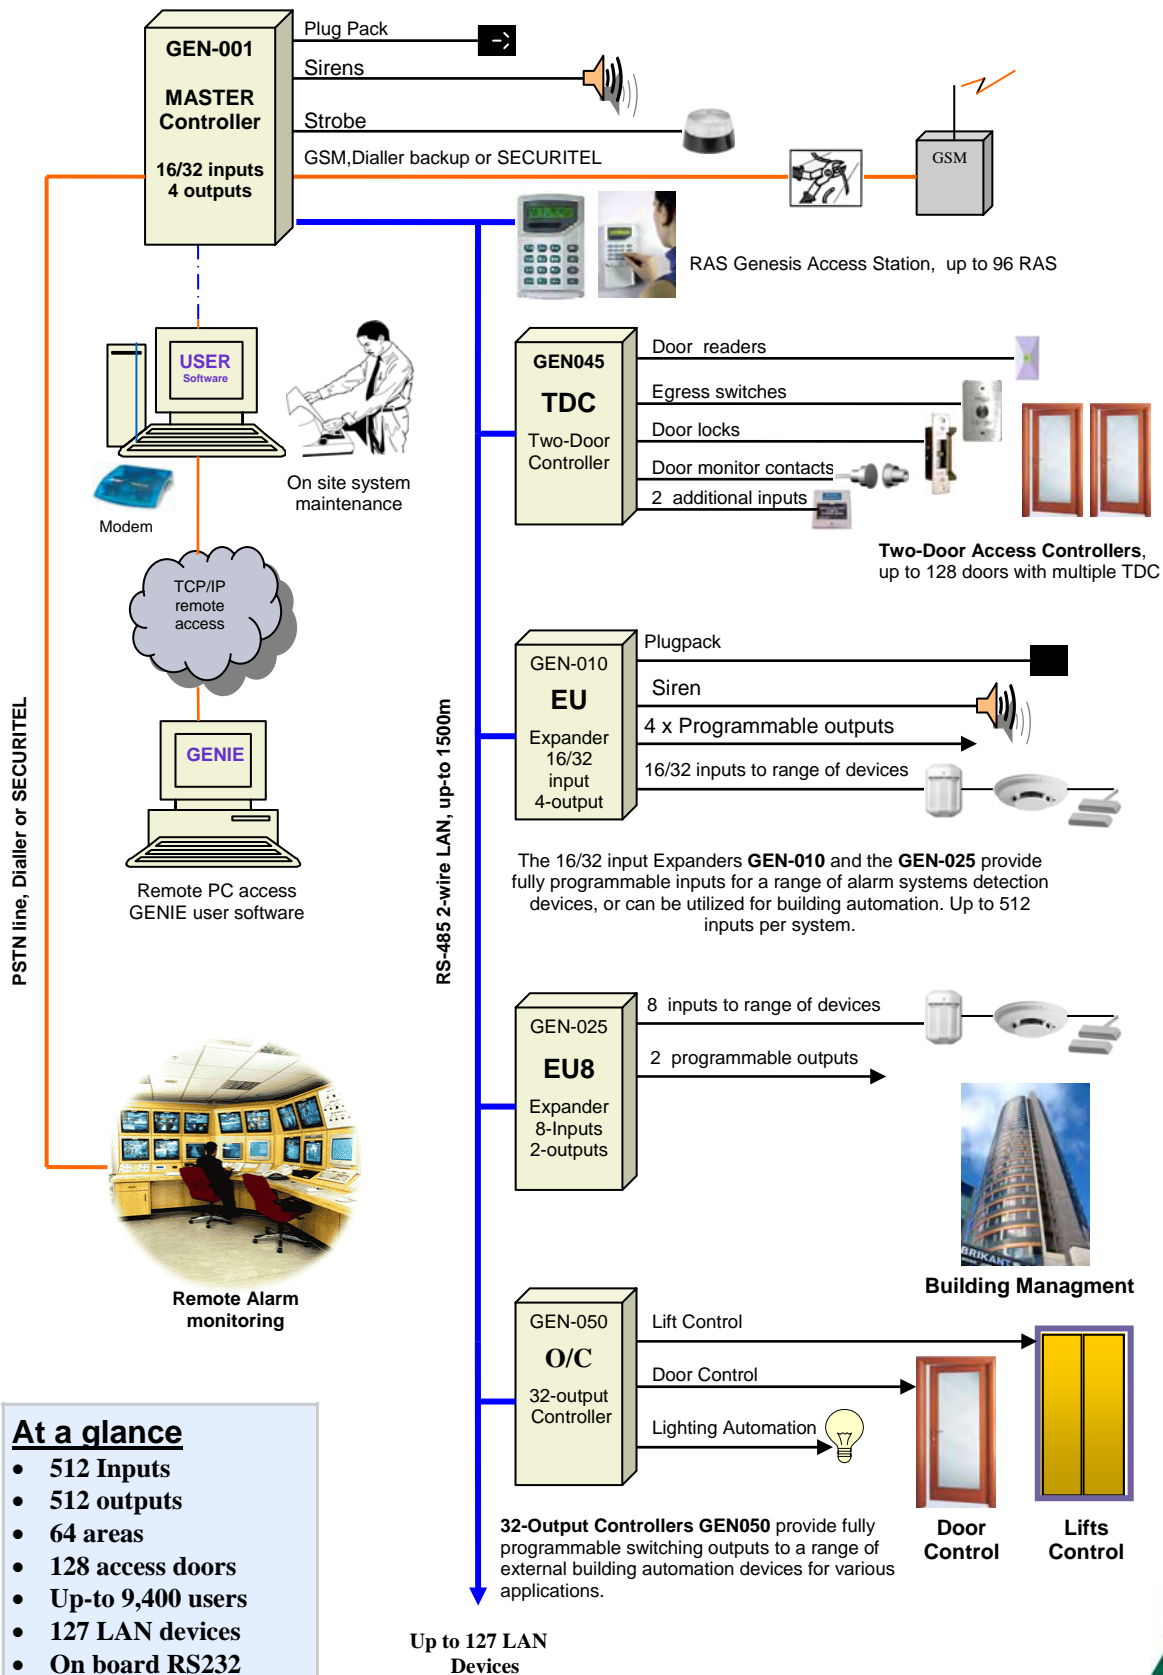 GEN-001
MASTER
Controller
16/32 inputs
4 outputs
Plug Pack
Sirens
Strobe
GSM,Dialler backup or SECURITEL
GSM
RAS Genesis Access Station, up to 96 RAS
USER
Software
On site system
maintenance
Modem
TCP/IP
remote
access
GENIE
Remote PC access
GENIE user software
PSTN line, Dialler or SECURITEL
RS-485 2-wire LAN, up-to 1500m
GEN045
TDC
Two-Door
Controller
Door readers
Egress switches
Door locks
Door monitor contacts
2 additional inputs
Two-Door Access Controllers,
up to 128 doors with multiple TDC
GEN-010
EU
Expander
16/32
input
4-output
Plugpack
Siren
4 x Programmable outputs
16/32 inputs to range of devices
The 16/32 input Expanders GEN-010 and the GEN-025 provide
fully programmable inputs for a range of alarm systems detection
devices, or can be utilized for building automation. Up to 512
inputs per system.
GEN-025
EU8
Expander
8-Inputs
2-outputs
8 inputs to range of devices
2 programmable outputs
BRIKANT
Building Managment
Remote Alarm
monitoring
GEN-050
O/C
32-output
Controller
Lift Control
Door Control
Lighting Automation
Door
Control
Lifts
Control
32-Output Controllers GEN050 provide fully
programmable switching outputs to a range of
external building automation devices for various
applications.
At a glance
• 512 Inputs
• 512 outputs
• 64 areas
• 128 access doors
• Up-to 9,400 users
• 127 LAN devices
• On board RS232
Up to 127 LAN
Devices